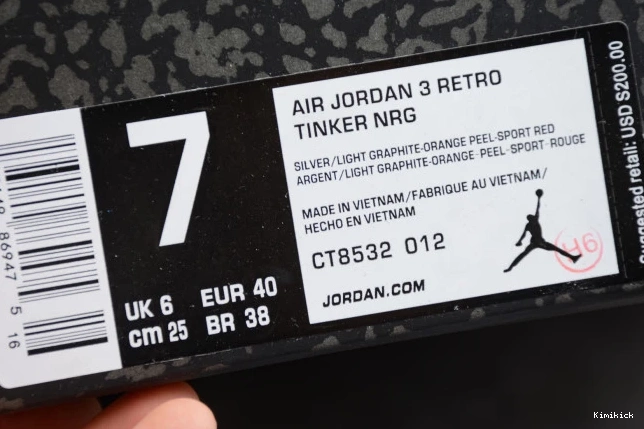 7
UK 6 EUR 40
cm 25 BR 38
AIR JORDAN 3 RETRO
TINKER NRG
SILVER/LIGHT GRAPHITE-ORANGE PEEL-SPORT RED
ARGENT/LIGHT GRAPHITE-ORANGE PEEL-SPORT ROUGE
MADE IN VIETNAM/FABRIQUE AU VIETNAM/
HECHO EN VIETNAM
CT8532 012
JORDAN.COM
Suggested retail: USD $200.00
86947 5 16
Kimikick